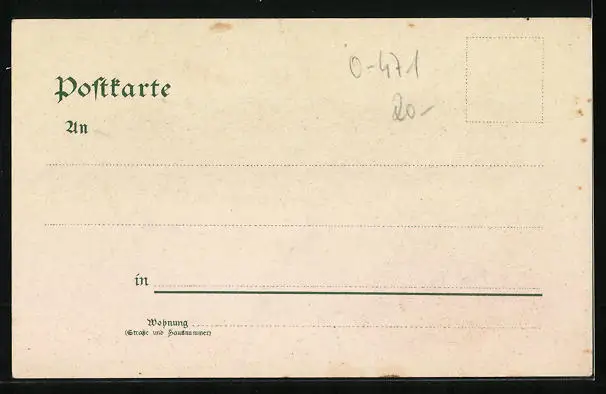 Poſtkarte
0-471
20-
An
in
Wohnung
(Straße und Hausnummer)